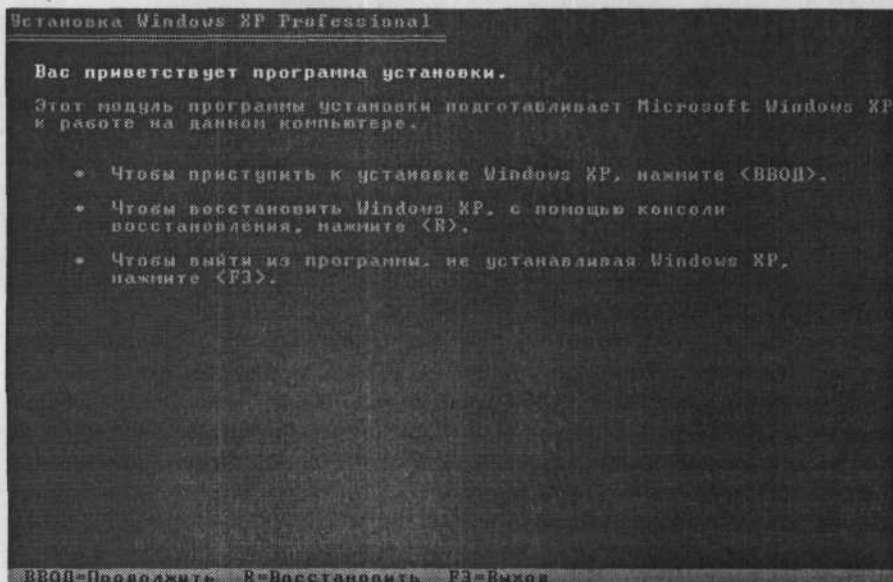 Установка Windows XP Professional
Вас приветствует программа установки.
Этот модуль программы установки подготавливает Microsoft Windows XP
к работе на данном компьютере.
• Чтобы приступить к установке Windows XP, нажмите <ВВОД>.
• Чтобы восстановить Windows XP, с помощью консоли
восстановления, нажмите <R>.
• Чтобы выйти из программы, не устанавливая Windows XP,
нажмите <F3>.
ВВОД=Продолжить R=Восстановить F3=Выход